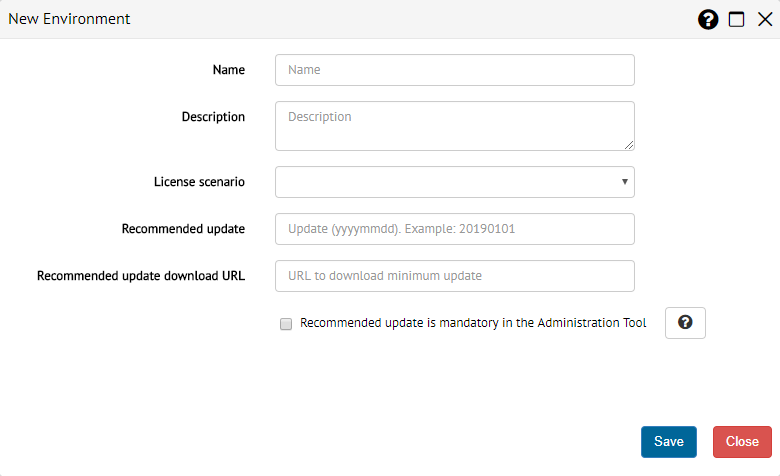 New Environment
Name Name
Description Description
License scenario
Recommended update Update (yyyymmdd). Example: 20190101
Recommended update download URL URL to download minimum update
Recommended update is mandatory in the Administration Tool
Save Close